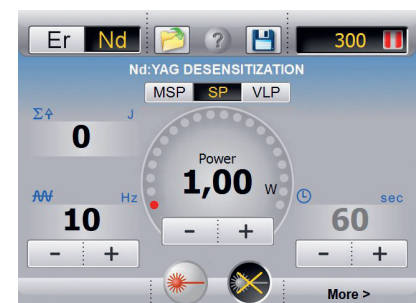 Er Nd ? 300
Nd:YAG DESENSITIZATION
MSP SP VLP
Σ J
0
Power
1,00 W
Hz
10
sec
60
- +
- +
- +
More >